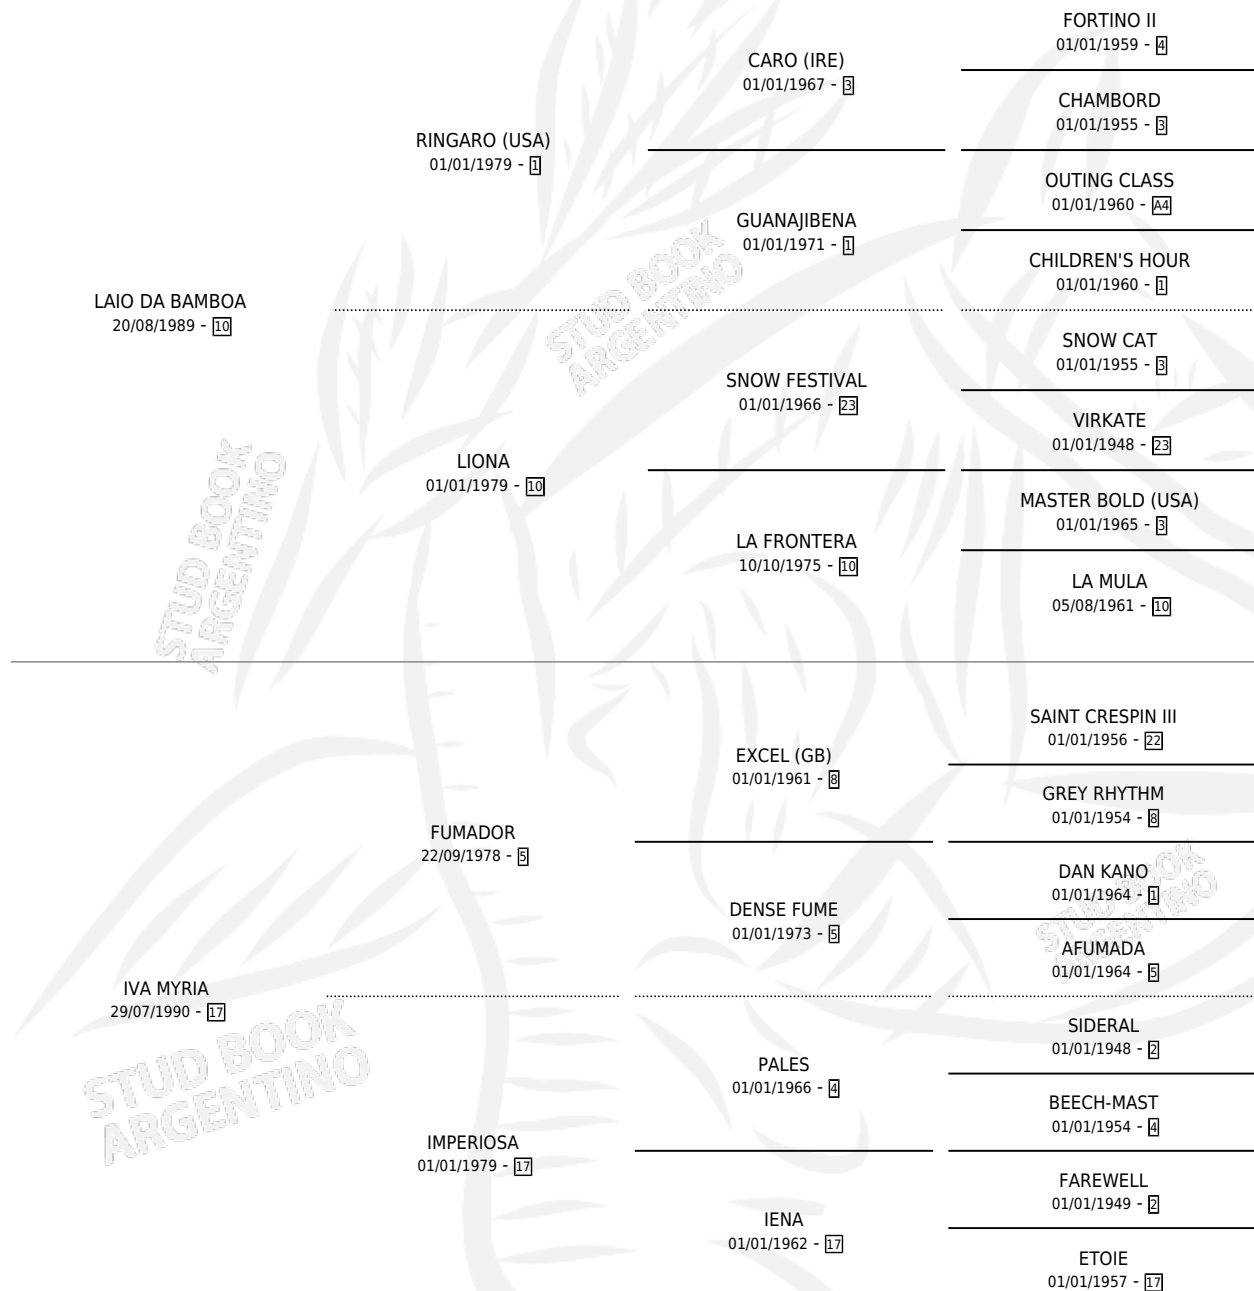 FORTINO II
01/01/1959 - 4
CARO (IRE)
01/01/1967 - 3
CHAMBORD
01/01/1955 - 3
RINGARO (USA)
01/01/1979 - 1
OUTING CLASS
01/01/1960 - A4
GUANAJIBENA
01/01/1971 - 1
CHILDREN'S HOUR
01/01/1960 - 1
LAIO DA BAMBOA
20/08/1989 - 10
SNOW CAT
01/01/1955 - 3
SNOW FESTIVAL
01/01/1966 - 23
VIRKATE
01/01/1948 - 23
LIONA
01/01/1979 - 10
MASTER BOLD (USA)
01/01/1965 - 3
LA FRONTERA
10/10/1975 - 10
LA MULA
05/08/1961 - 10
SAINT CRESPIN III
01/01/1956 - 22
EXCEL (GB)
01/01/1961 - 8
GREY RHYTHM
01/01/1954 - 8
FUMADOR
22/09/1978 - 5
DAN KANO
01/01/1964 - 1
DENSE FUME
01/01/1973 - 5
AFUMADA
01/01/1964 - 5
IVA MYRIA
29/07/1990 - 17
SIDERAL
01/01/1948 - 2
PALES
01/01/1966 - 4
BEECH-MAST
01/01/1954 - 4
IMPERIOSA
01/01/1979 - 17
FAREWELL
01/01/1949 - 2
IENA
01/01/1962 - 17
ETOIE
01/01/1957 - 17
STUD BOOK
ARGENTINO
STUD BOOK
ARGENTINO
STUD BOOK
ARGENTINO
STUD BOOK
ARGENTINO